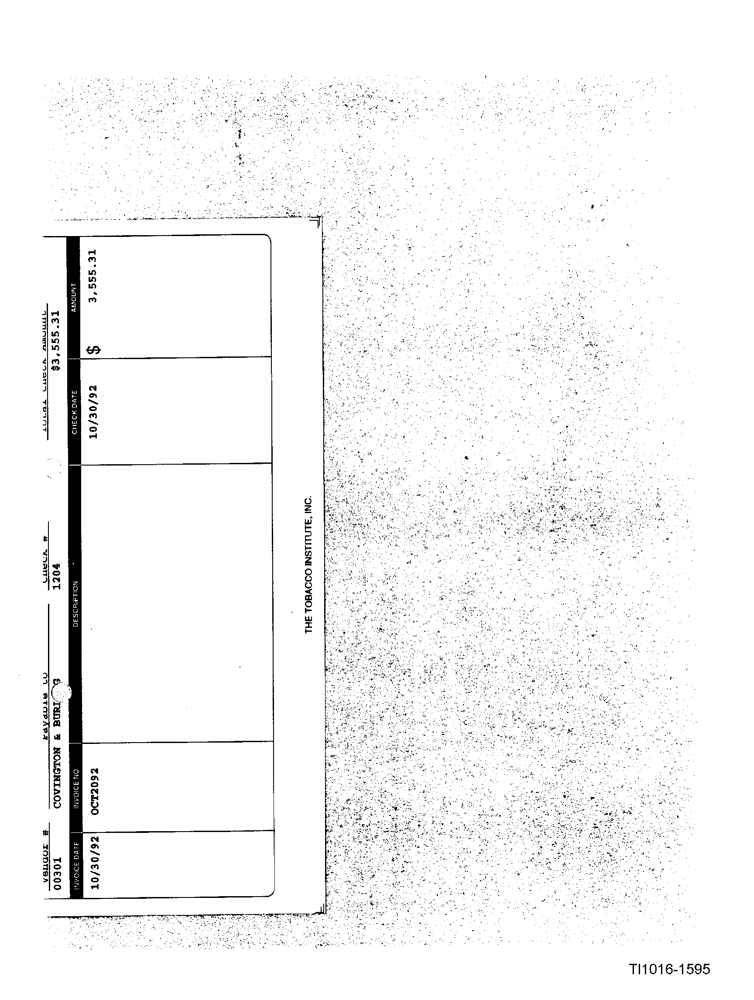 Vendor # Payable to Check # Total Check Amount
00301 COVINGTON & BURL G 1204 $3,555.31
INVOICE DATE INVOICE NO DESCRIPTION CHECK DATE AMOUNT
10/30/92 OCT2092 10/30/92 $ 3,555.31
THE TOBACCO INSTITUTE, INC.
TI1016-1595